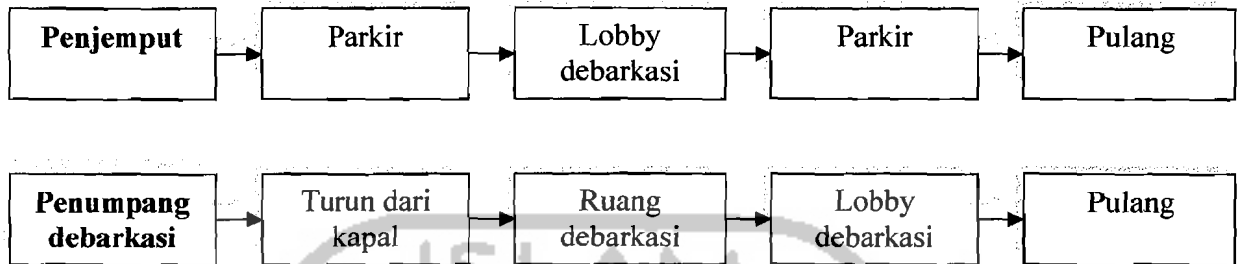 Penjemput Parkir Lobby Parkir Pulang
debarkasi
Penumpang Turun dari Ruang Lobby Pulang
debarkasi kapal debarkasi debarkasi